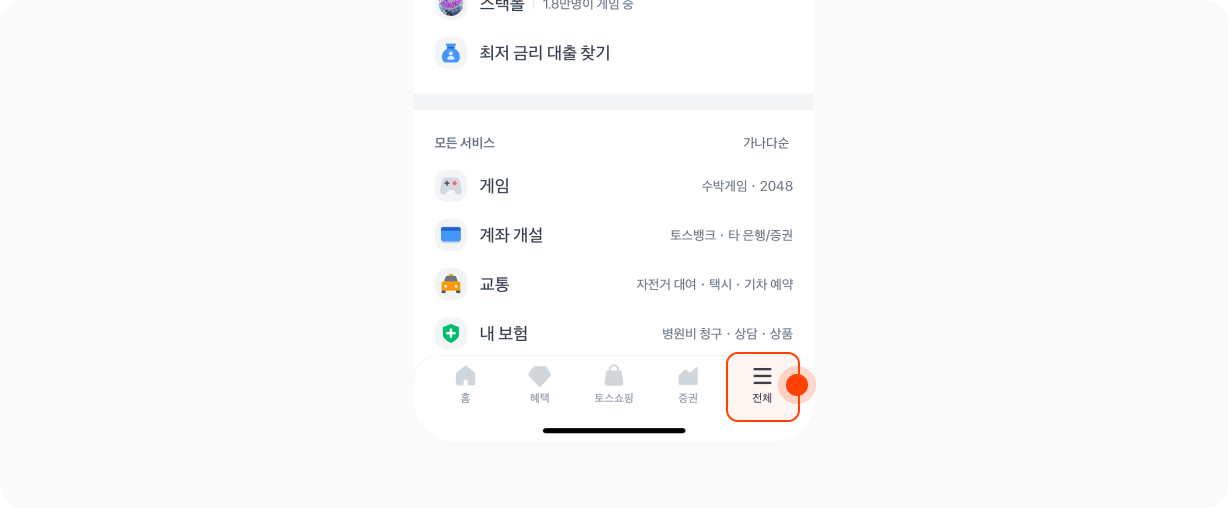 스택볼 1.8만명이 게임 중
최저 금리 대출 찾기
모든 서비스 가나다순
게임 수박게임 · 2048
계좌 개설 토스뱅크 · 타 은행/증권
교통 자전거 대여 · 택시 · 기차 예약
내 보험 병원비 청구 · 상담 · 상품
홈 혜택 토스쇼핑 증권 전체